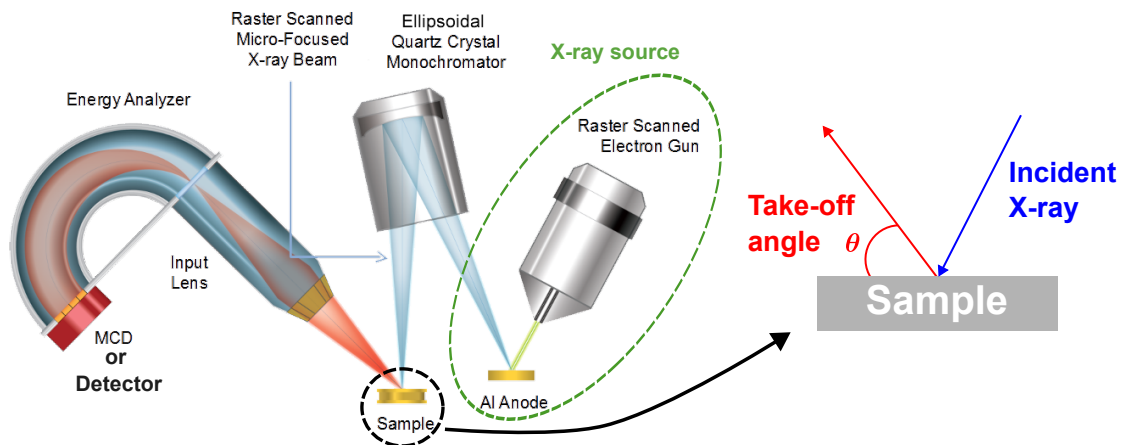 Raster Scanned
Micro-Focused
X-ray Beam
Ellipsoidal
Quartz Crystal
Monochromator
X-ray source
Energy Analyzer
Raster Scanned
Electron Gun
Input
Lens
MCD
or
Detector
Sample
Al Anode
Incident
X-ray
Take-off
angle θ
Sample